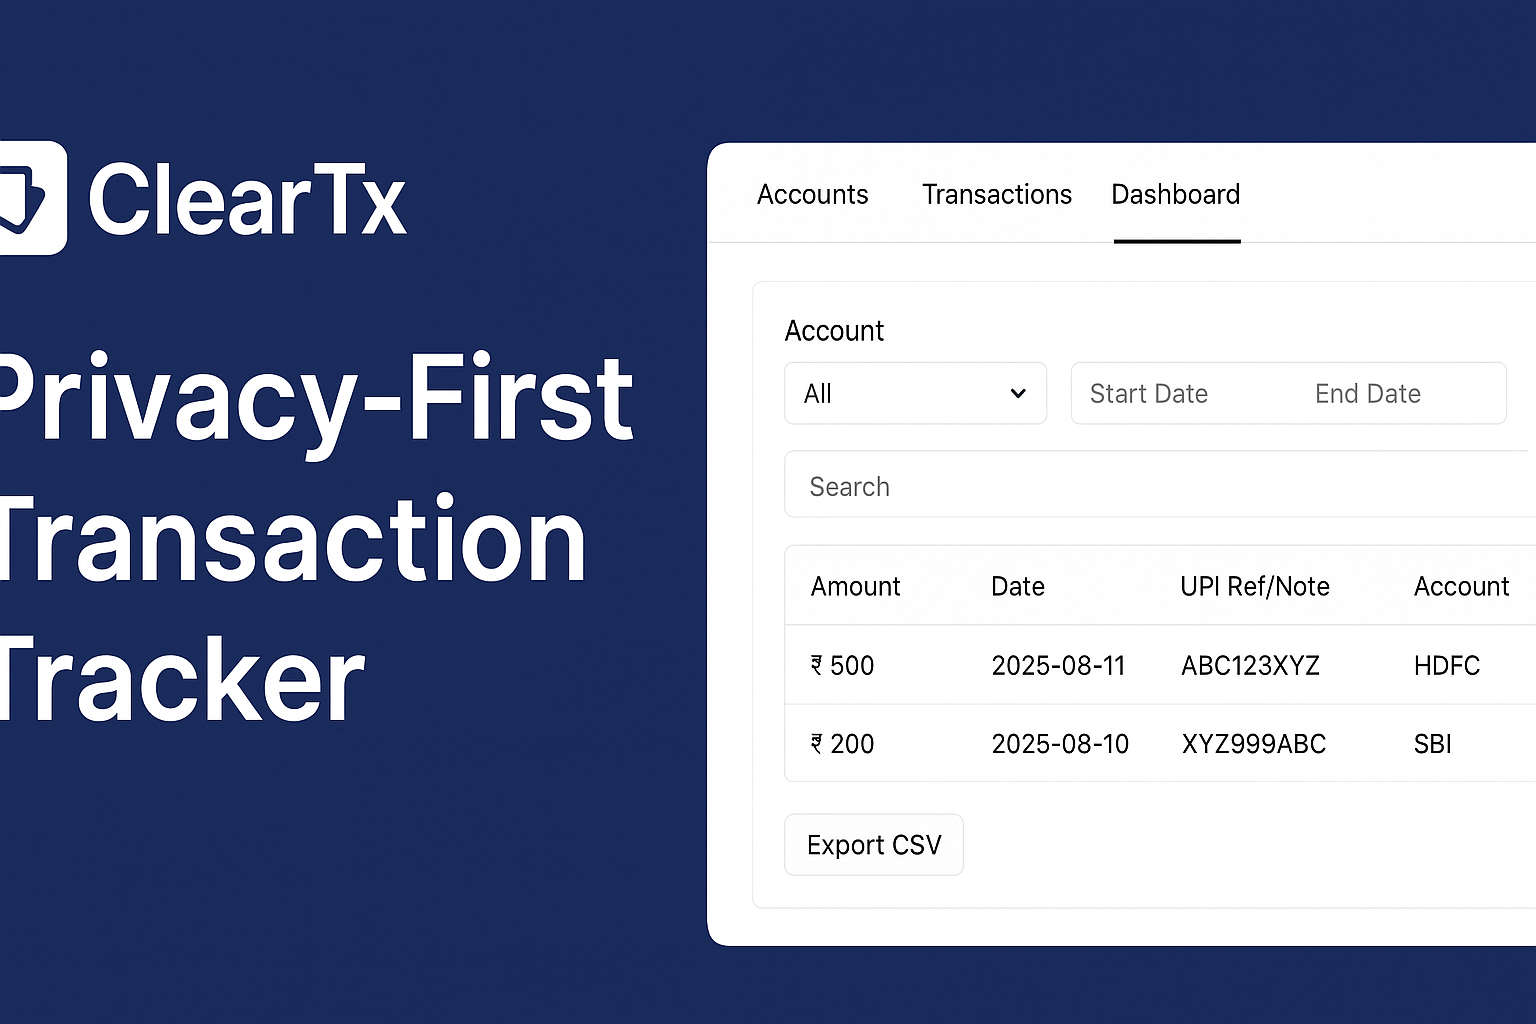 ClearTx
Privacy-First
Transaction
Tracker
Accounts Transactions Dashboard
Account
All Start Date End Date
Search
Amount Date UPI Ref/Note Account
₹ 500 2025-08-11 ABC123XYZ HDFC
₹ 200 2025-08-10 XYZ999ABC SBI
Export CSV